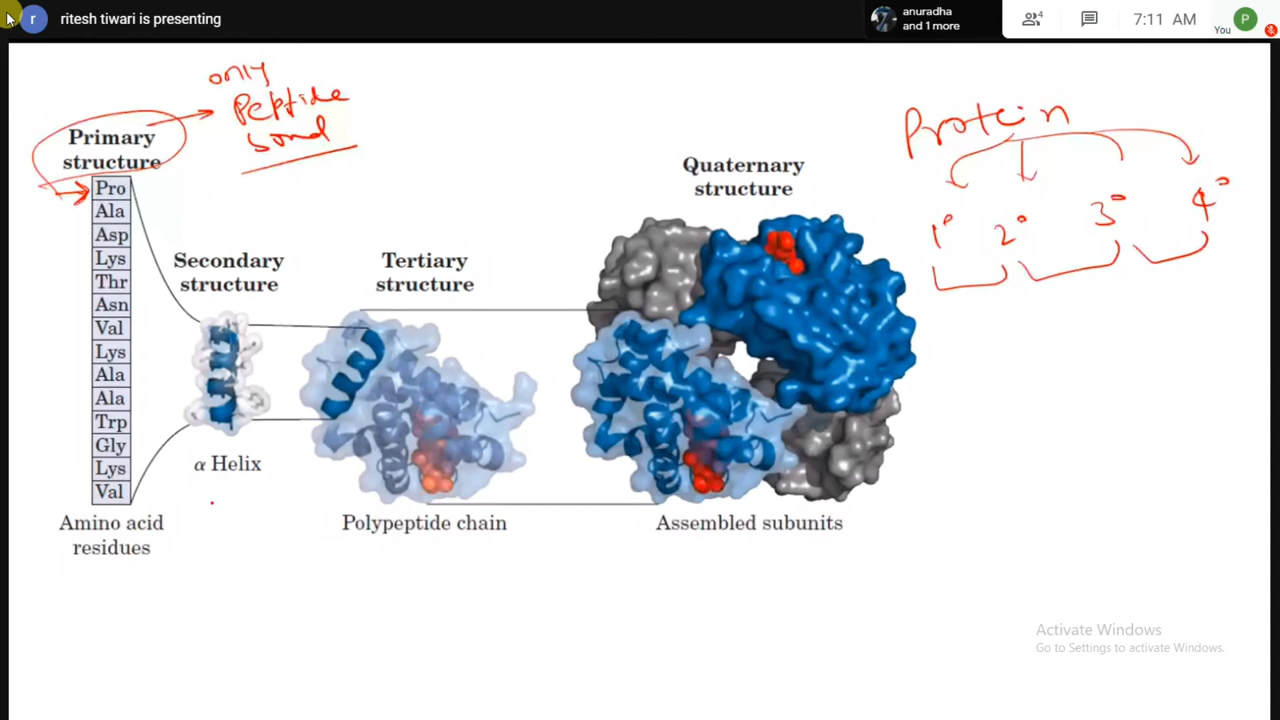 r ritesh tiwari is presenting
anuradha
and 1 more
4
7:11 AM
You
P
only
Peptide
bond
Primary
structure
Pro
Ala
Asp
Lys
Thr
Asn
Val
Lys
Ala
Ala
Trp
Gly
Lys
Val
Amino acid
residues
Secondary
structure
α Helix
Tertiary
structure
Polypeptide chain
Quaternary
structure
Assembled subunits
Protein
1° 2° 3° 4°
Activate Windows
Go to Settings to activate Windows.